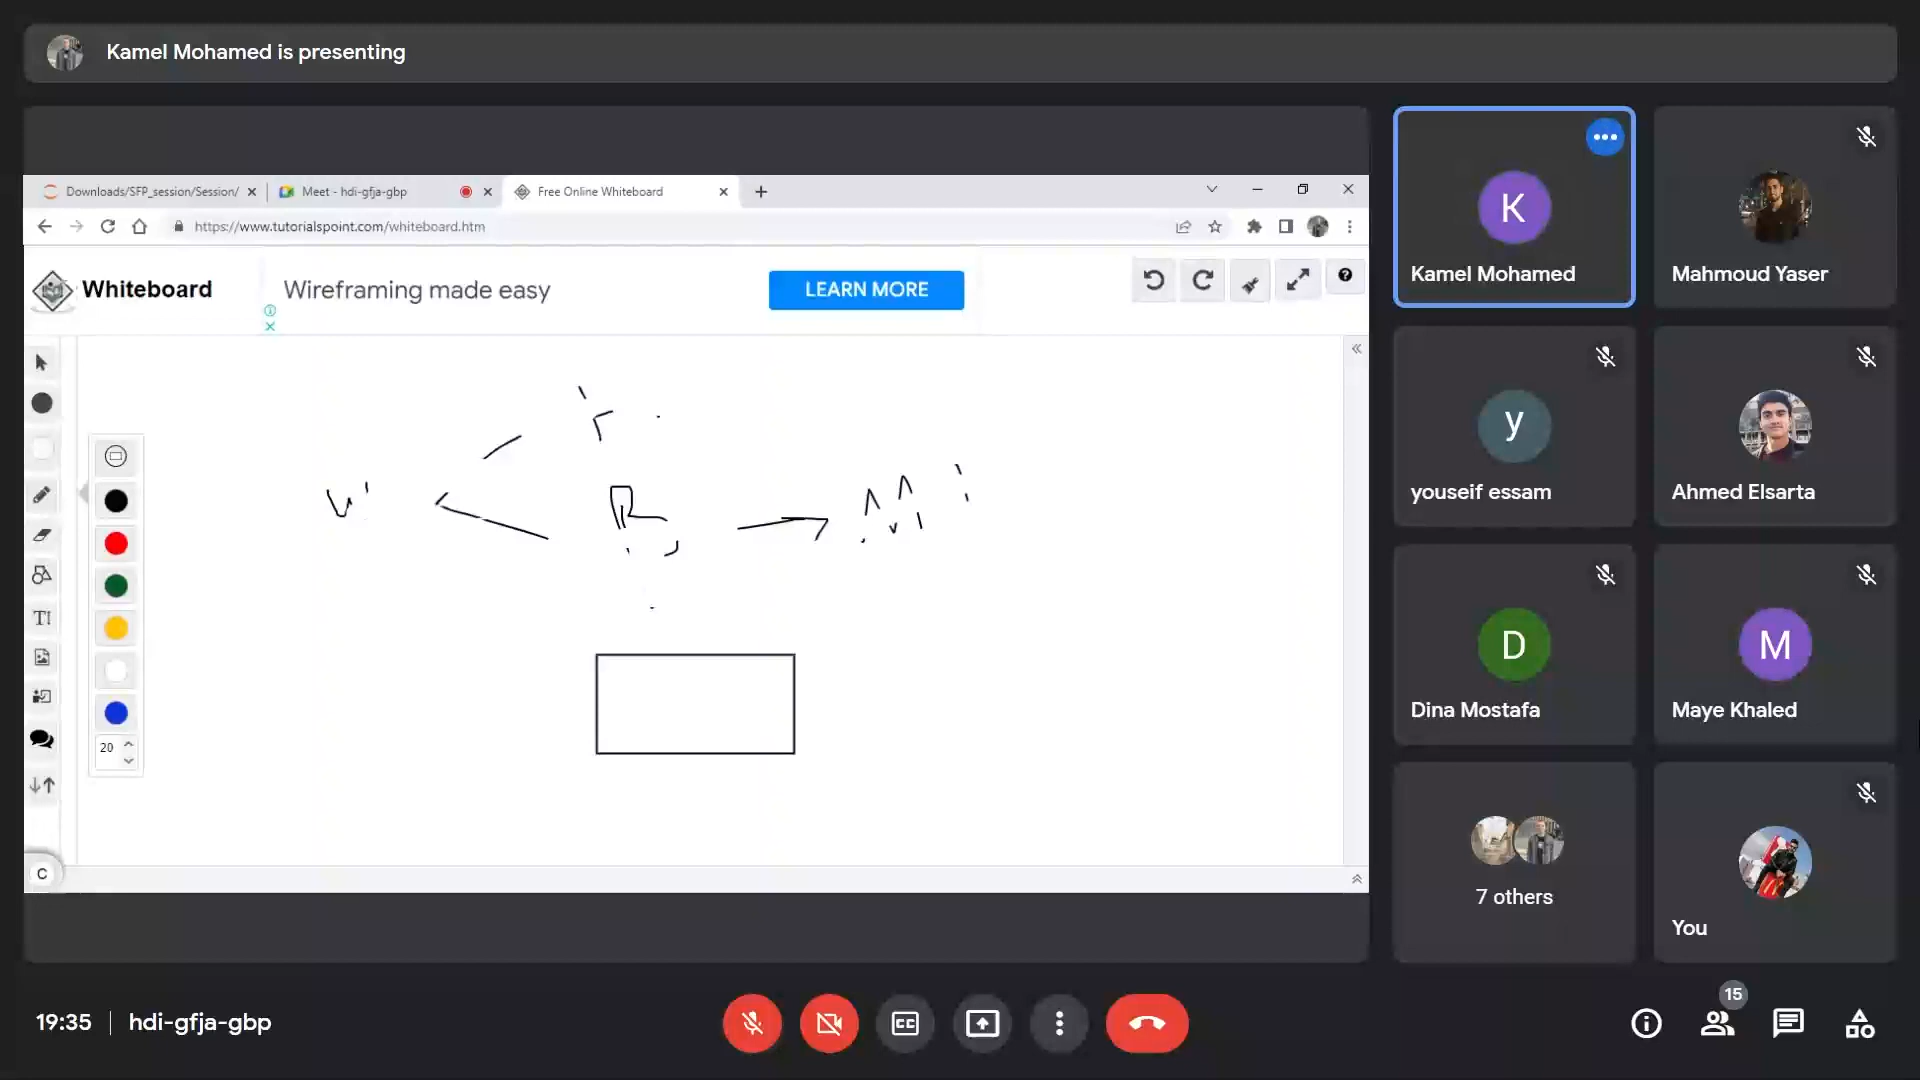 Kamel Mohamed is presenting
Downloads/SFP_session/Session/
Meet - hdi-gfja-gbp
Free Online Whiteboard
https://www.tutorialspoint.com/whiteboard.htm
Whiteboard
Wireframing made easy
LEARN MORE
K
Kamel Mohamed
Mahmoud Yaser
y
youseif essam
Ahmed Elsarta
D
Dina Mostafa
M
Maye Khaled
7 others
You
TI
20
C
19:35
hdi-gfja-gbp
CC
15